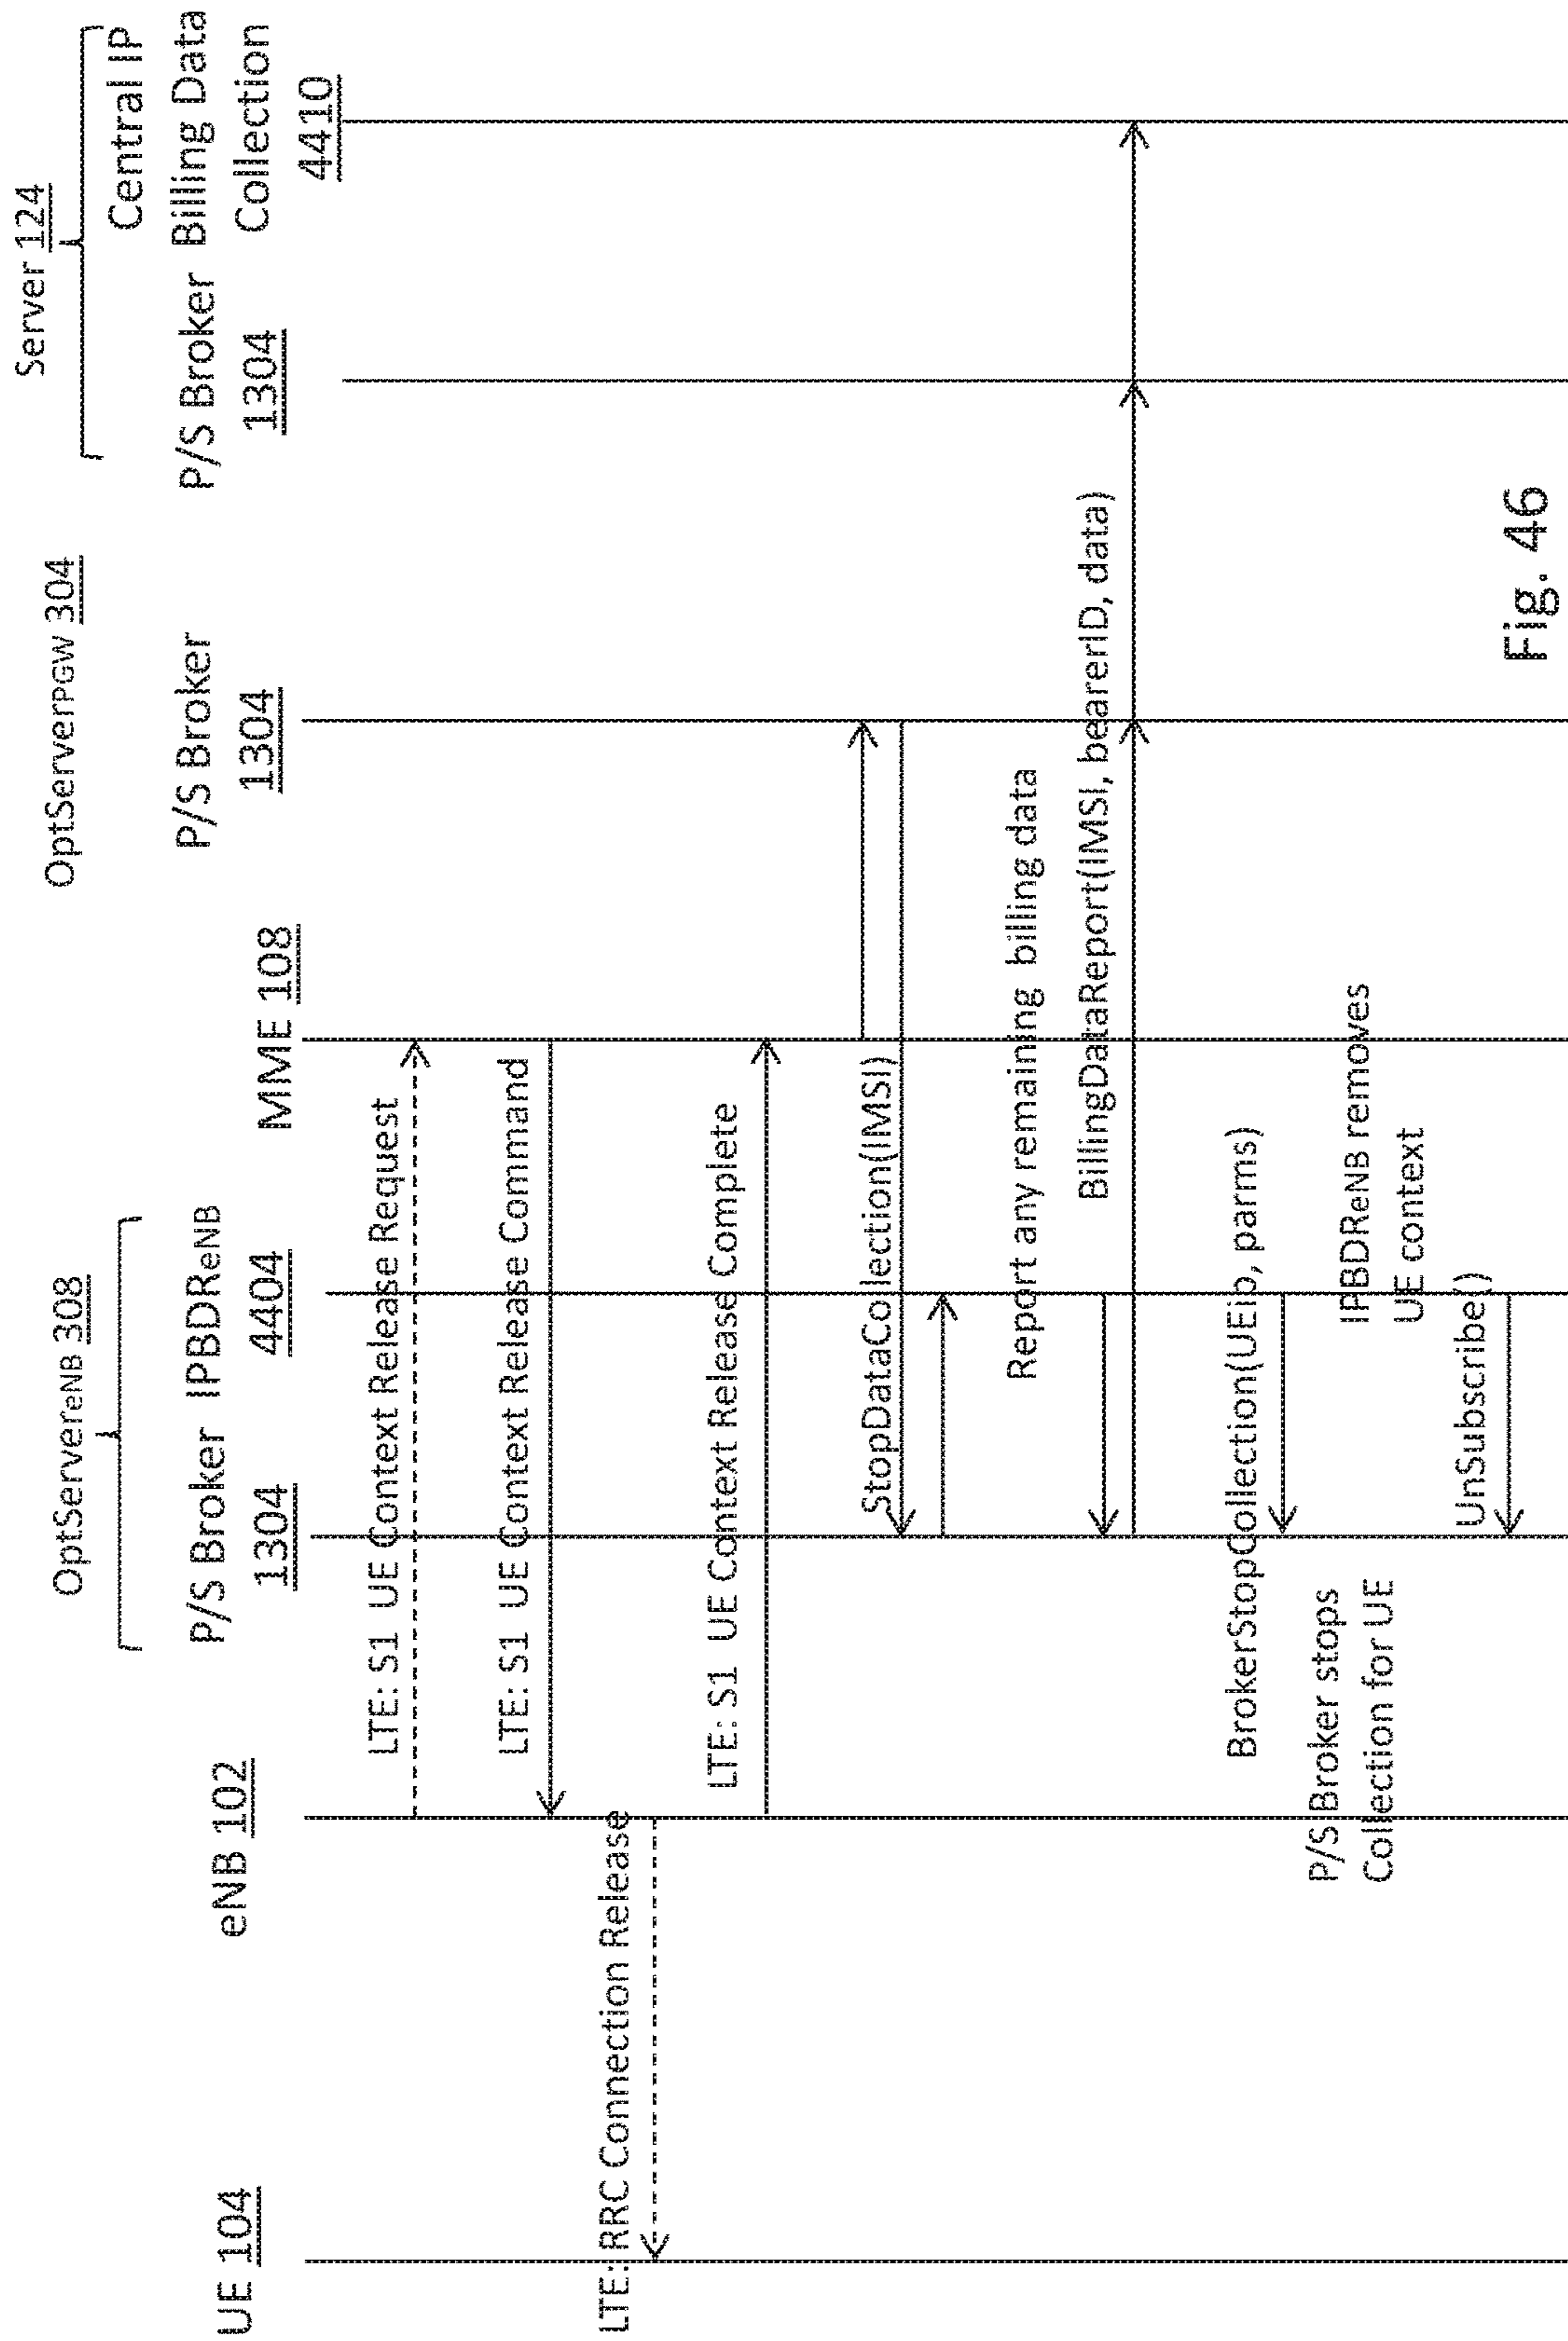 OptServereNB 308
OptServerPGW 304
Server 124
UE 104
eNB 102
P/S Broker
1304
IPBDReNB
4404
MME 108
P/S Broker
1304
P/S Broker
1304
Central IP
Billing Data
Collection
4410
LTE: S1 UE Context Release Request
LTE: S1 UE Context Release Command
LTE: RRC Connection Release
LTE: S1 UE Context Release Complete
StopDataCollection(IMSI)
Report any remaining billing data
BillingDataReport(IMSI, bearerID, data)
BrokerStopCollection(UEip, parms)
P/S Broker stops
Collection for UE
IPBDReNB removes
UE context
UnSubscribe()
Fig. 46